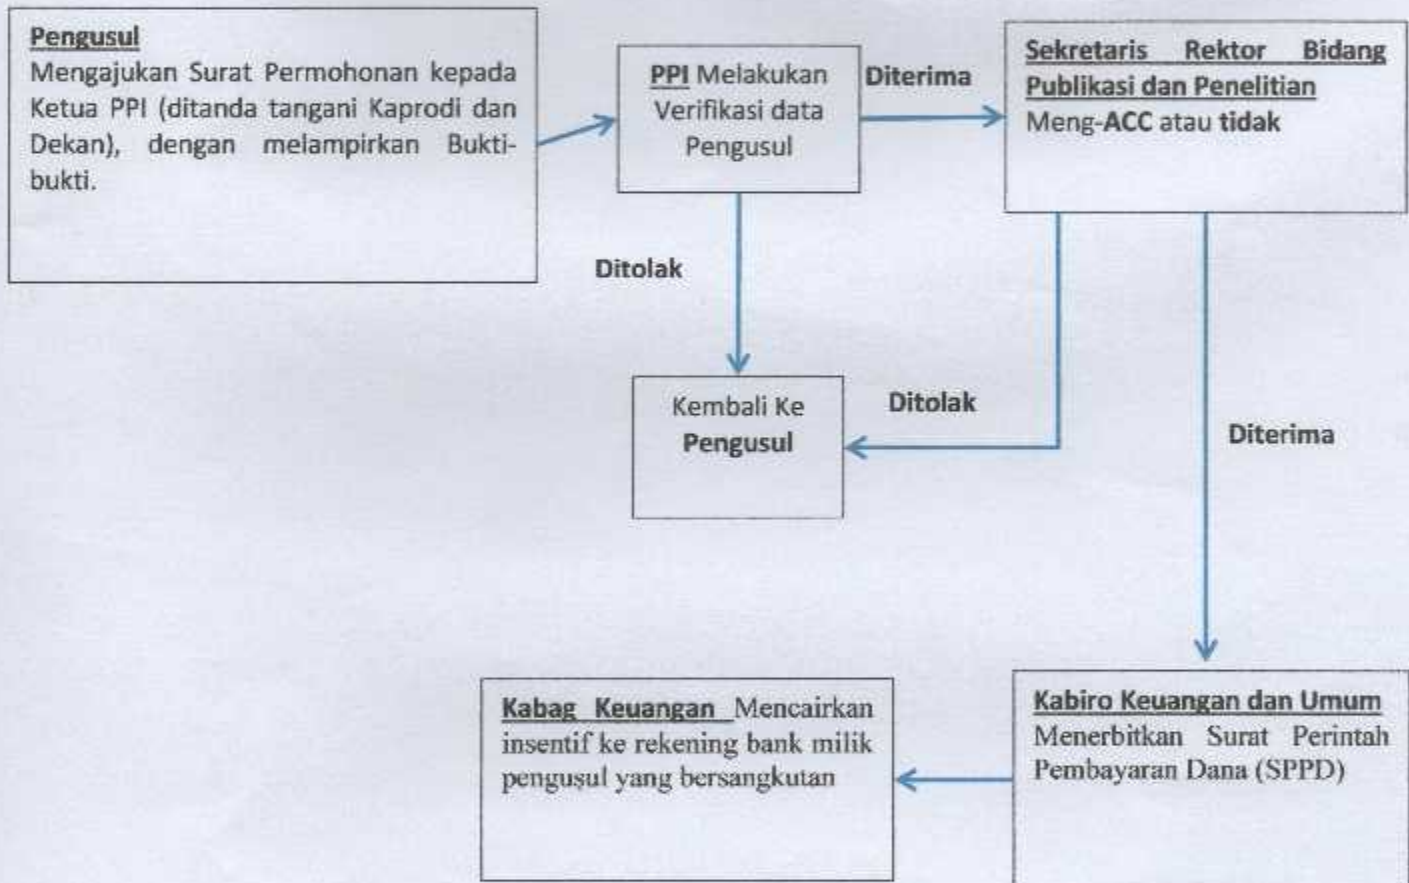 Pengusul
Mengajukan Surat Permohonan kepada
Ketua PPI (ditanda tangani Kaprodi dan
Dekan), dengan melampirkan Bukti-
bukti.
PPI Melakukan
Verifikasi data
Pengusul
Diterima
Sekretaris Rektor Bidang
Publikasi dan Penelitian
Meng-ACC atau tidak
Ditolak
Kembali Ke
Pengusul
Ditolak
Diterima
Kabag Keuangan Mencairkan
insentif ke rekening bank milik
pengusul yang bersangkutan
Kabiro Keuangan dan Umum
Menerbitkan Surat Perintah
Pembayaran Dana (SPPD)